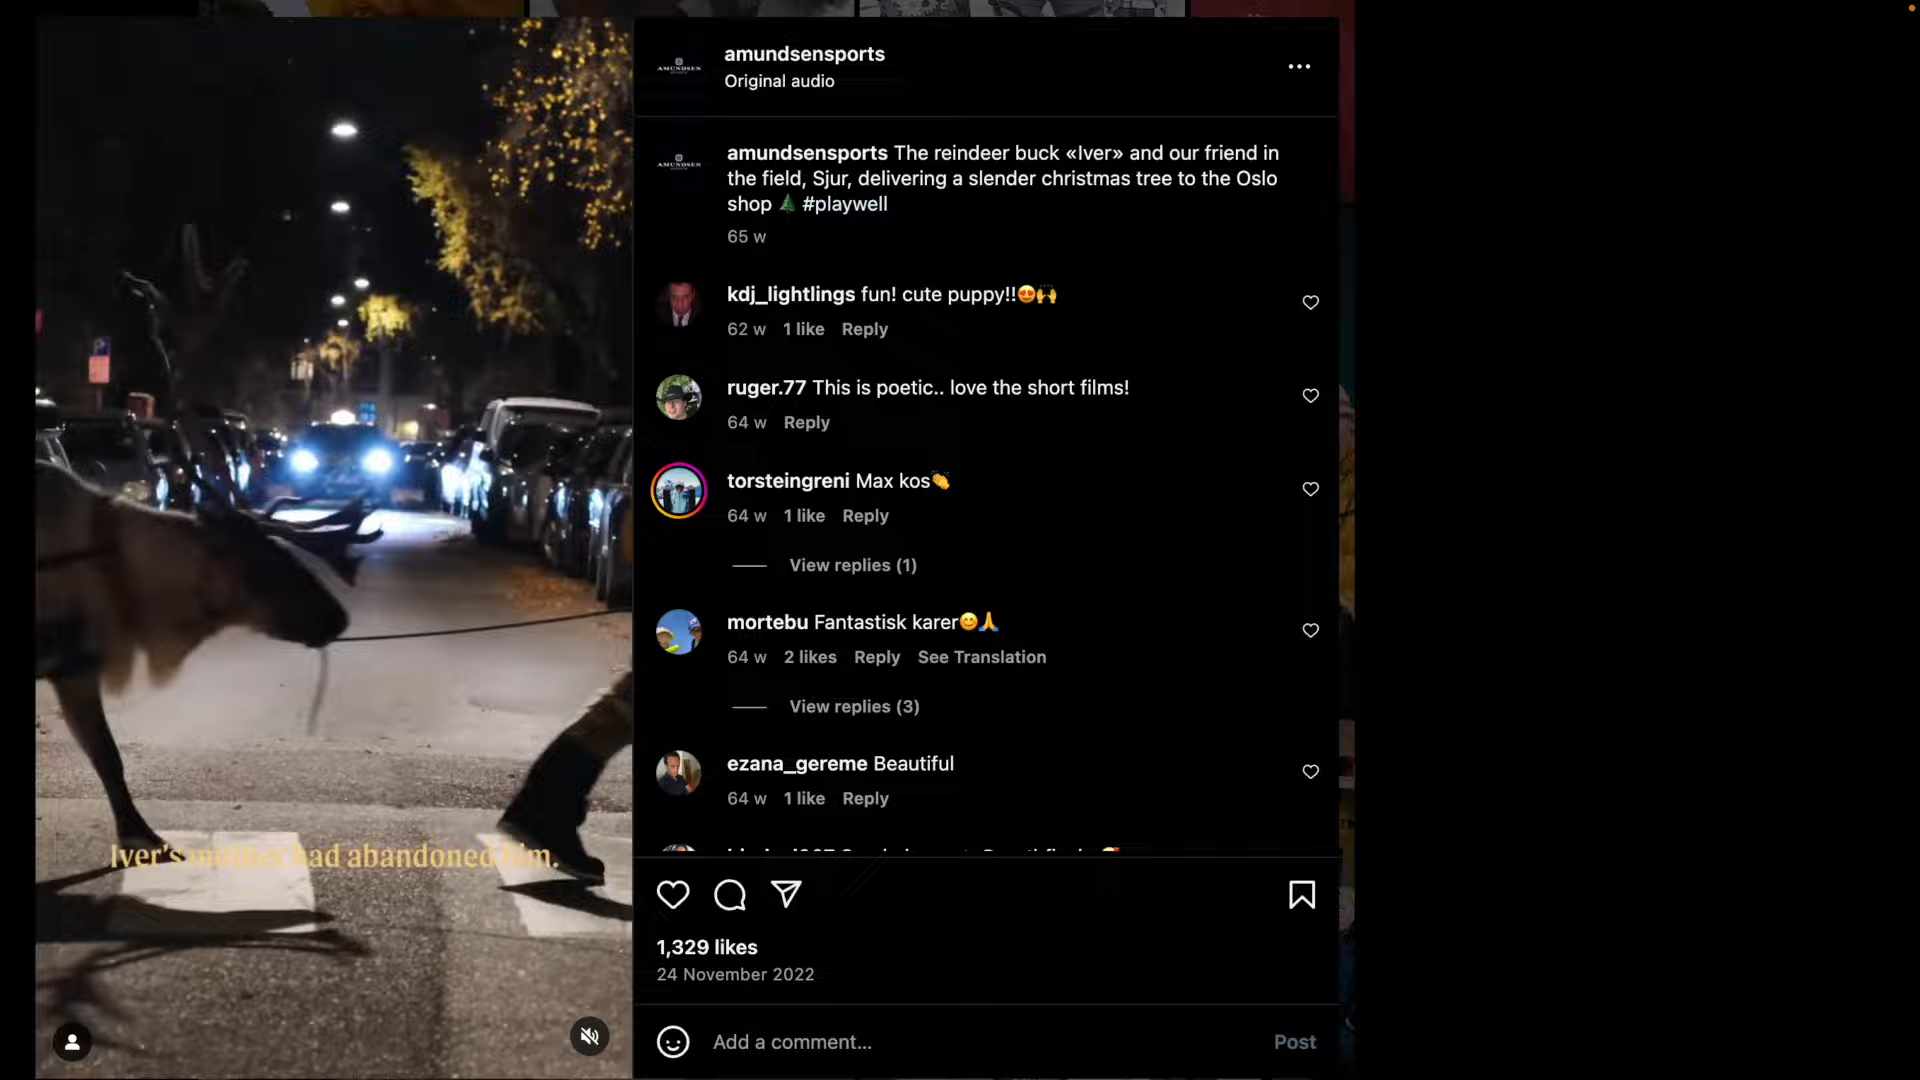 amundsensports
Original audio
AMUNDSEN
amundsensports The reindeer buck «Iver» and our friend in
the field, Sjur, delivering a slender christmas tree to the Oslo
shop 🌲 #playwell
AMUNDSEN
65 w
kdj_lightlings fun! cute puppy!!😍🙌
62 w 1 like Reply
ruger.77 This is poetic.. love the short films!
64 w Reply
torsteingreni Max kos👏
64 w 1 like Reply
View replies (1)
mortebu Fantastisk karer😊🙏
64 w 2 likes Reply See Translation
View replies (3)
ezana_gereme Beautiful
64 w 1 like Reply
Iver's mother had abandoned him.
1,329 likes
24 November 2022
Add a comment...
Post